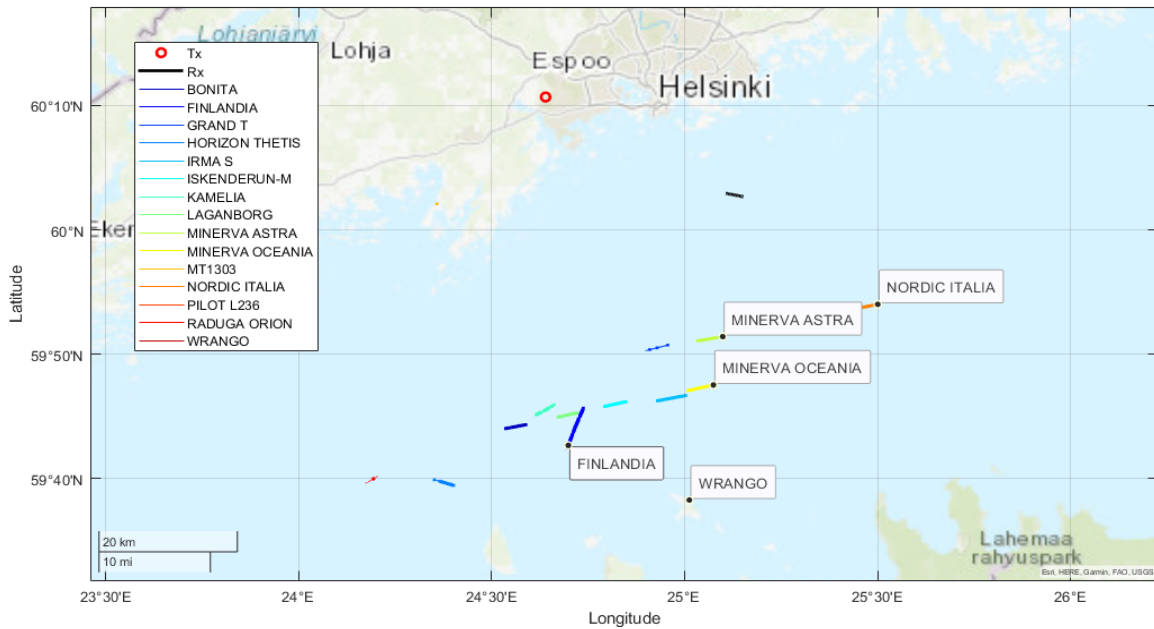 Lohjanjärvi
Lohja
Espoo
Helsinki
Eker
Tx
Rx
BONITA
FINLANDIA
GRAND T
HORIZON THETIS
IRMA S
ISKENDERUN-M
KAMELIA
LAGANBORG
MINERVA ASTRA
MINERVA OCEANIA
MT1303
NORDIC ITALIA
PILOT L236
RADUGA ORION
WRANGO
60°10'N
60°N
59°50'N
59°40'N
Latitude
NORDIC ITALIA
MINERVA ASTRA
MINERVA OCEANIA
FINLANDIA
WRANGO
20 km
10 mi
Lahemaa
rahvuspark
Esri, HERE, Garmin, FAO, USGS
23°30'E
24°E
24°30'E
25°E
25°30'E
26°E
Longitude